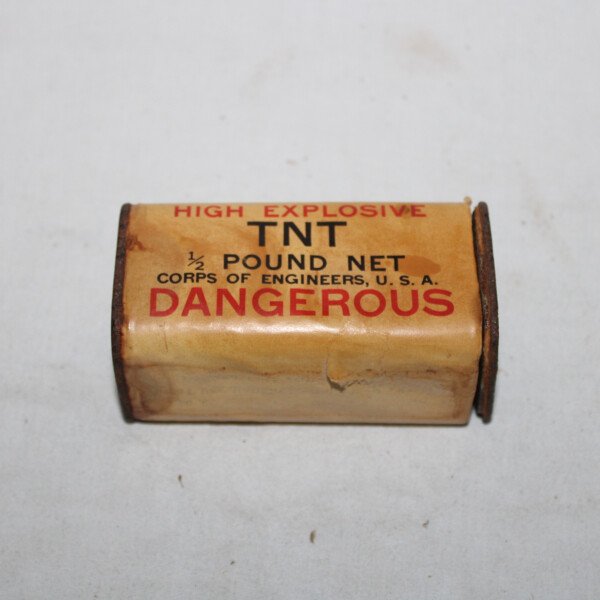 HIGH EXPLOSIVE
TNT
½ POUND NET
CORPS OF ENGINEERS, U. S. A.
DANGEROUS